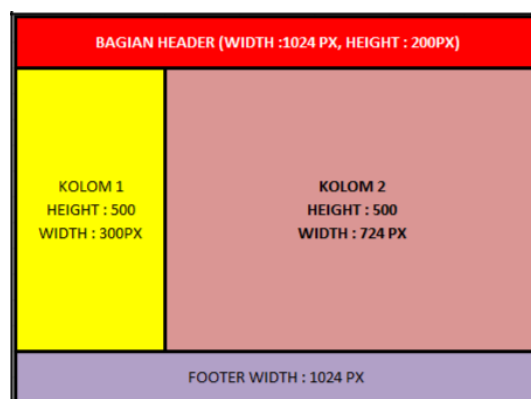 BAGIAN HEADER (WIDTH :1024 PX, HEIGHT : 200PX)
KOLOM 1
HEIGHT : 500
WIDTH : 300PX
KOLOM 2
HEIGHT : 500
WIDTH : 724 PX
FOOTER WIDTH : 1024 PX